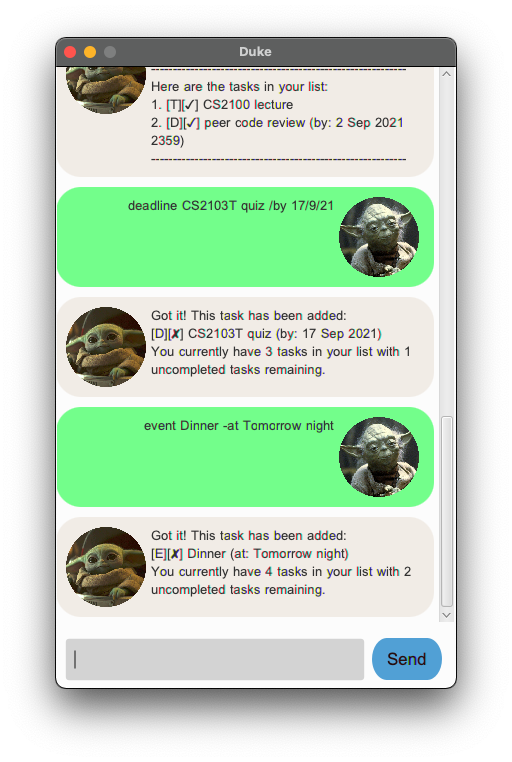 Duke
------------------------------------------------------------
Here are the tasks in your list:
1. [T][✓] CS2100 lecture
2. [D][✓] peer code review (by: 2 Sep 2021
2359)
------------------------------------------------------------
deadline CS2103T quiz /by 17/9/21
Got it! This task has been added:
[D][✘] CS2103T quiz (by: 17 Sep 2021)
You currently have 3 tasks in your list with 1
uncompleted tasks remaining.
event Dinner -at Tomorrow night
Got it! This task has been added:
[E][✘] Dinner (at: Tomorrow night)
You currently have 4 tasks in your list with 2
uncompleted tasks remaining.
Send